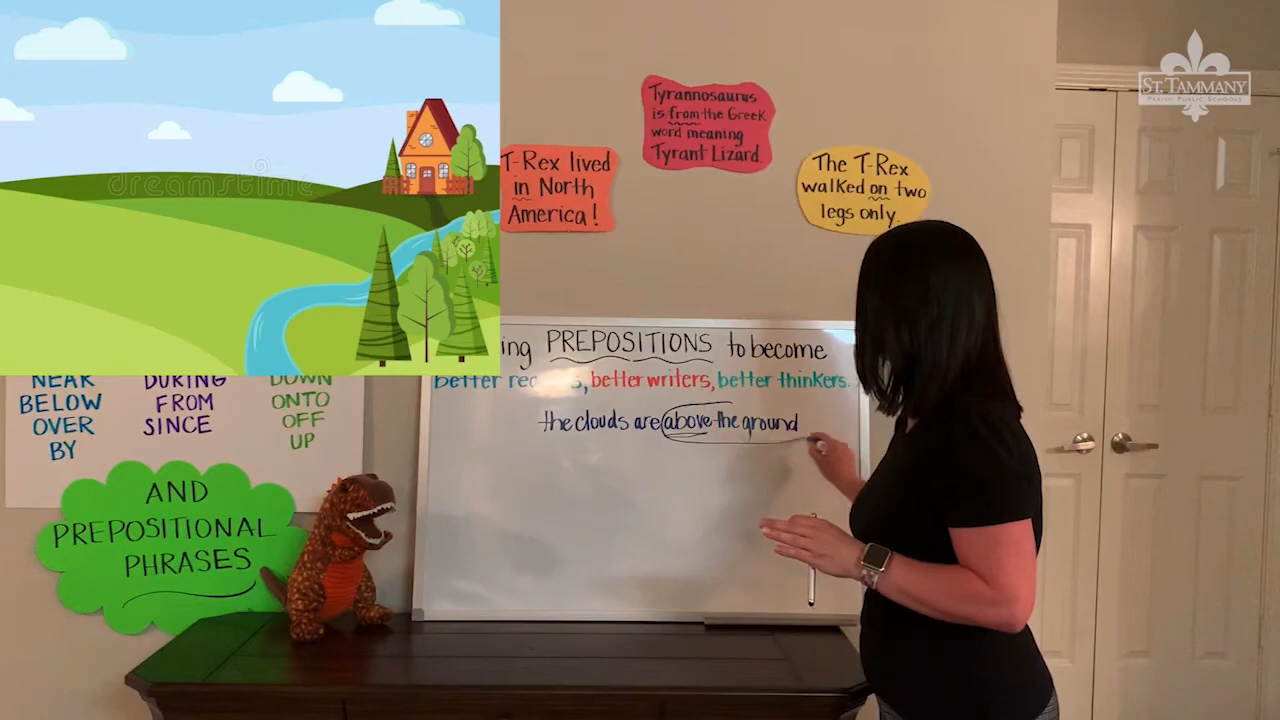 dreamstime
ST. TAMMANY
PARISH PUBLIC SCHOOLS
Tyrannosaurus
is from the Greek
word meaning
Tyrant Lizard.
T-Rex lived
in North
America!
The T-Rex
walked on two
legs only.
ing PREPOSITIONS to become
better writers, better thinkers.
the clouds are above the ground
NEAR
BELOW
OVER
BY
DURING
FROM
SINCE
DOWN
ONTO
OFF
UP
AND
PREPOSITIONAL
PHRASES